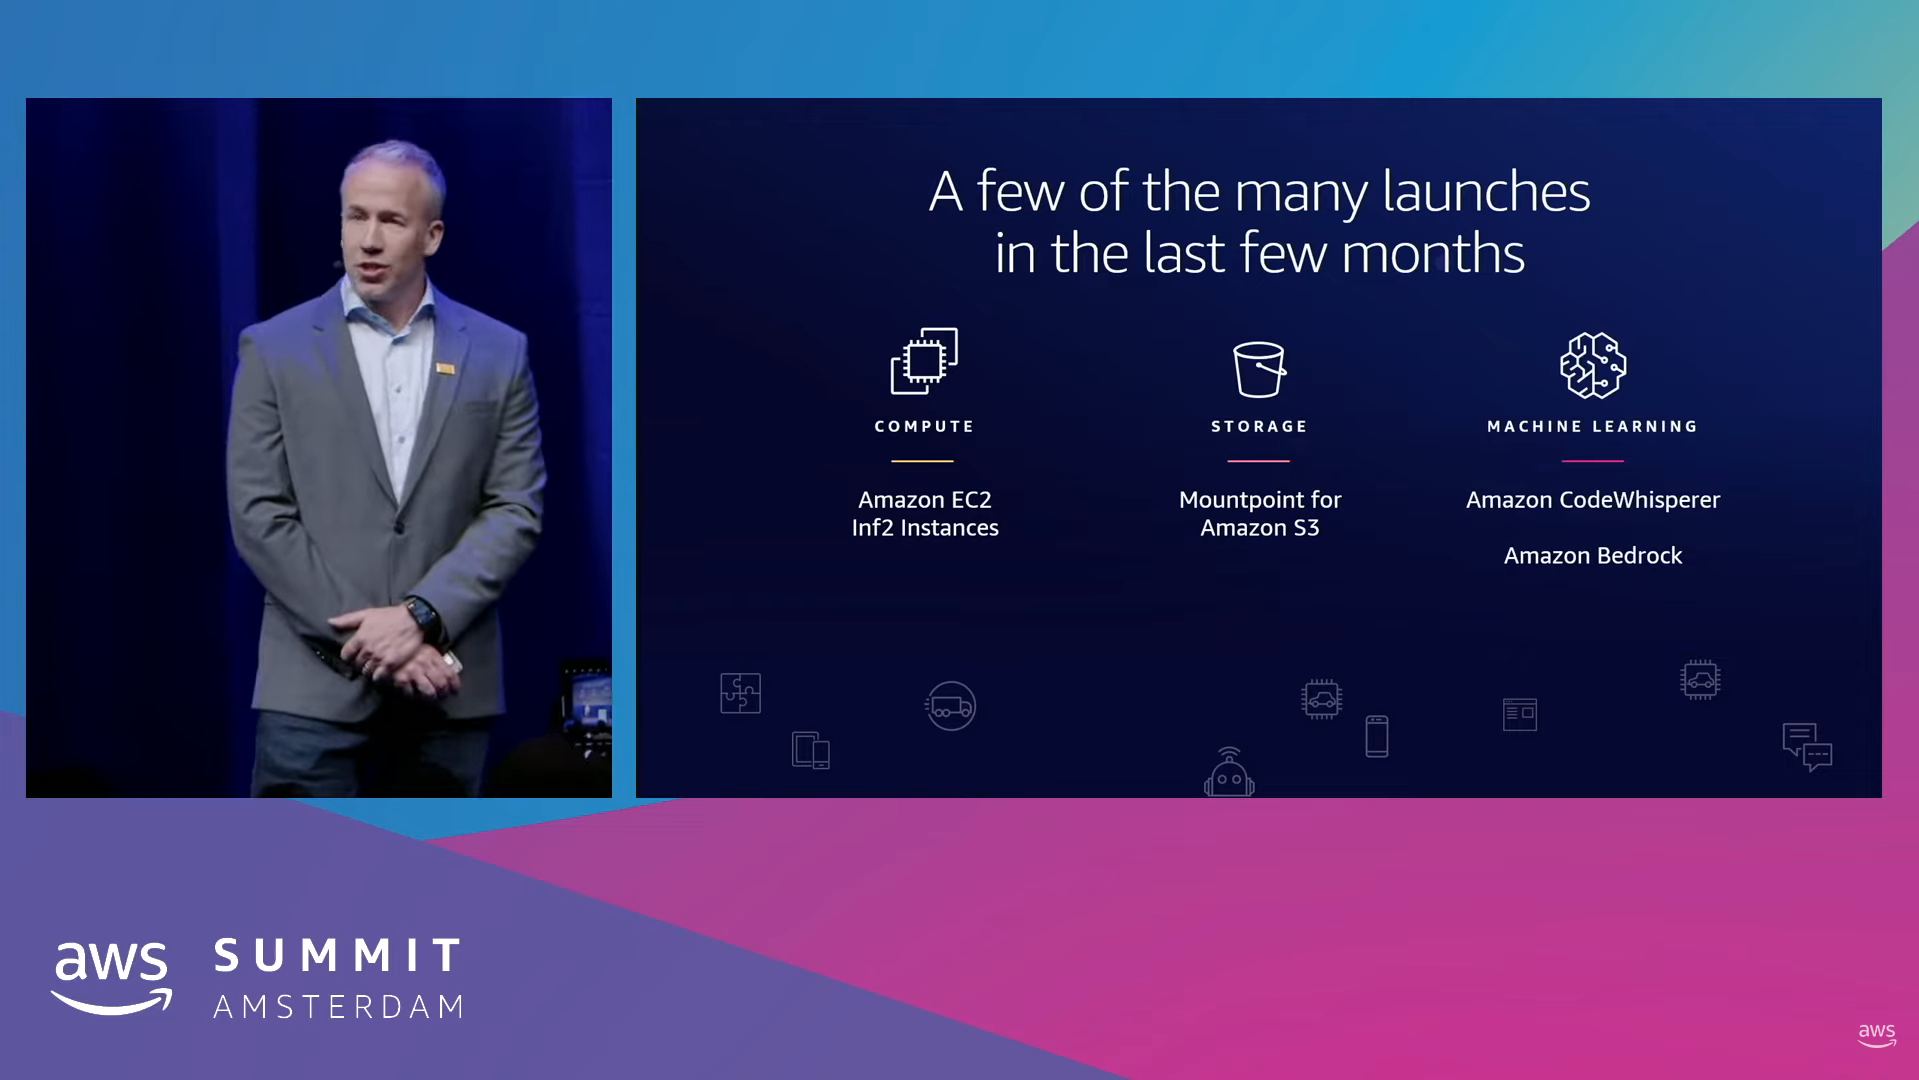 A few of the many launches
in the last few months
COMPUTE
Amazon EC2
Inf2 Instances
STORAGE
Mountpoint for
Amazon S3
MACHINE LEARNING
Amazon CodeWhisperer
Amazon Bedrock
aws
SUMMIT
AMSTERDAM
aws